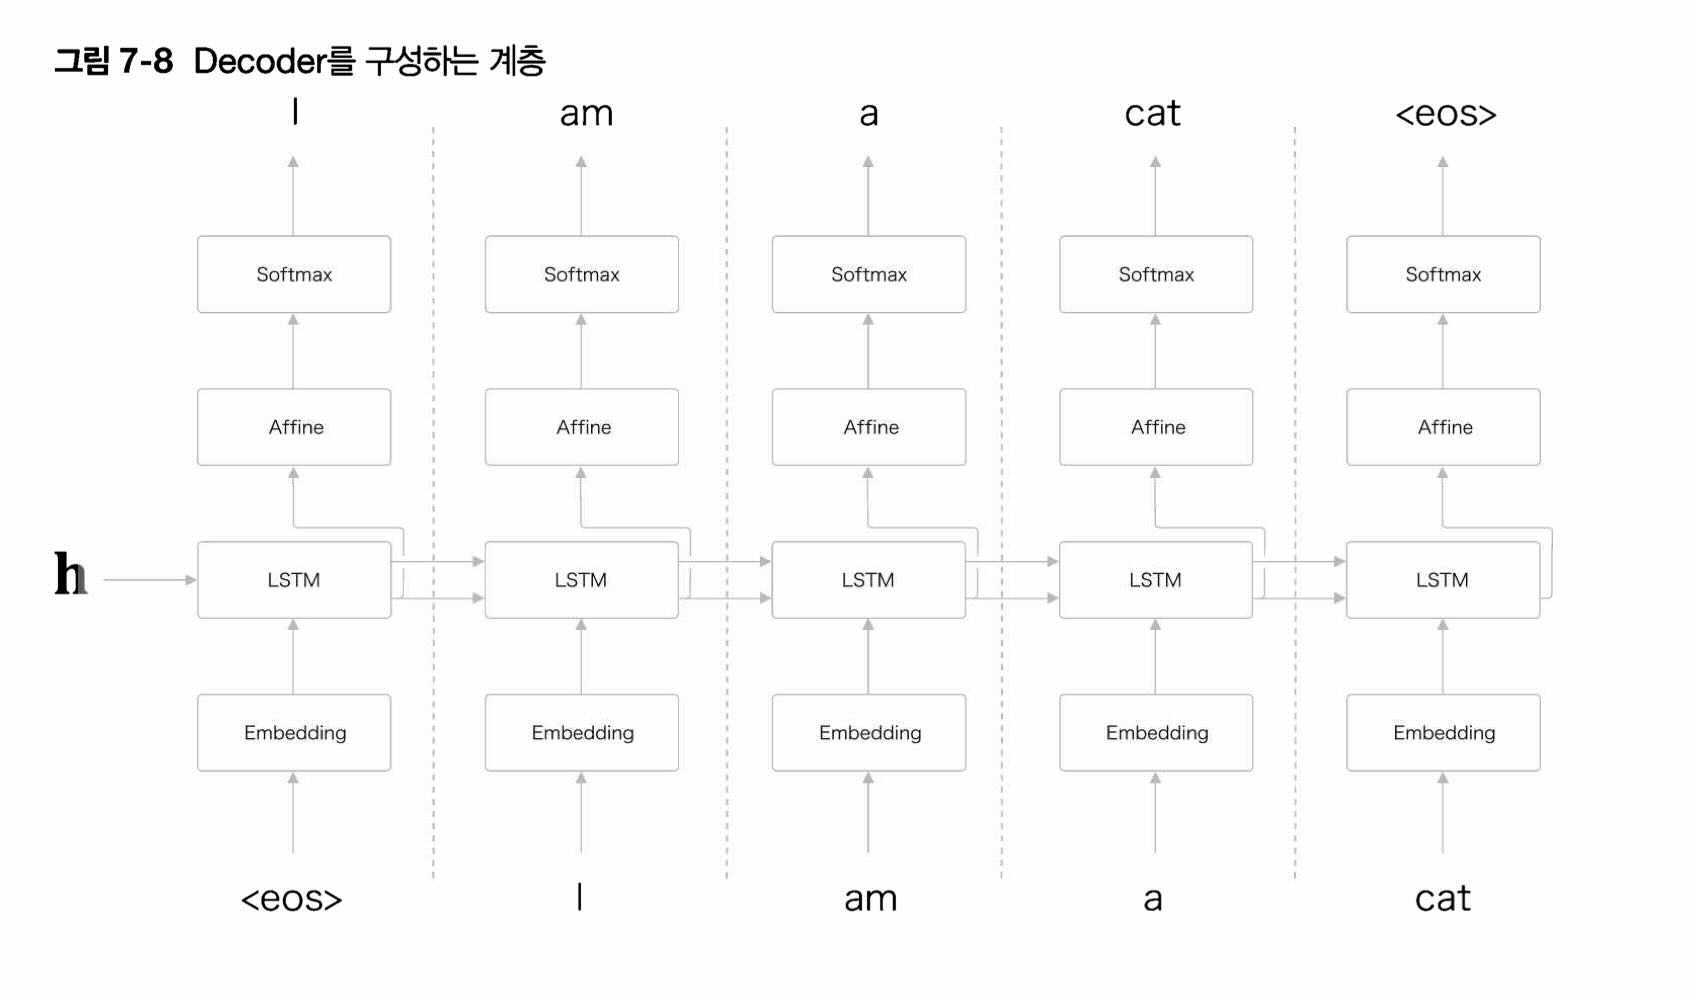 그림 7-8 Decoder를 구성하는 계층
I am a cat <eos>
Softmax Softmax Softmax Softmax Softmax
Affine Affine Affine Affine Affine
h LSTM LSTM LSTM LSTM LSTM
Embedding Embedding Embedding Embedding Embedding
<eos> I am a cat